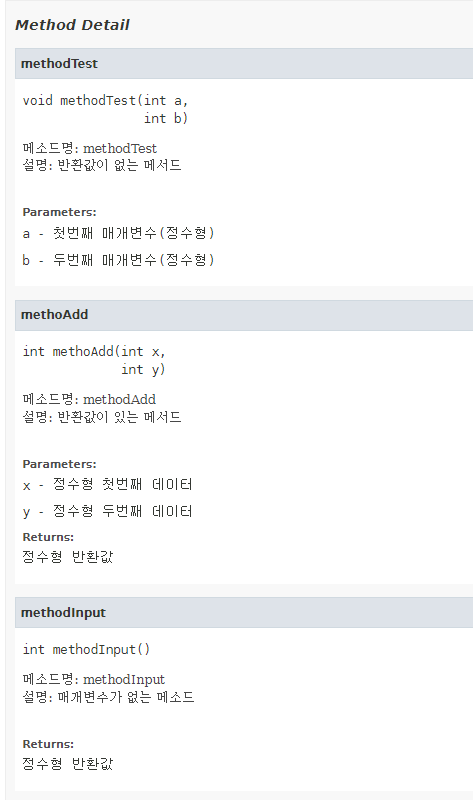 Method Detail
methodTest
void methodTest(int a,
int b)
메소드명: methodTest
설명: 반환값이 없는 메서드
Parameters:
a - 첫번째 매개변수(정수형)
b - 두번째 매개변수(정수형)
methoAdd
int methoAdd(int x,
int y)
메소드명: methodAdd
설명: 반환값이 있는 메서드
Parameters:
x - 정수형 첫번째 데이터
y - 정수형 두번째 데이터
Returns:
정수형 반환값
methodInput
int methodInput()
메소드명: methodInput
설명: 매개변수가 없는 메소드
Returns:
정수형 반환값